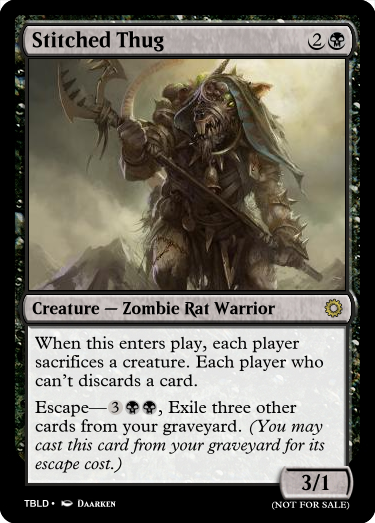 Stitched Thug 2
Creature — Zombie Rat Warrior
When this enters play, each player
sacrifices a creature. Each player who
can't discards a card.
Escape—3, Exile three other
cards from your graveyard. (You may
cast this card from your graveyard for its
escape cost.)
3/1
TBLD • Daarken
(NOT FOR SALE)